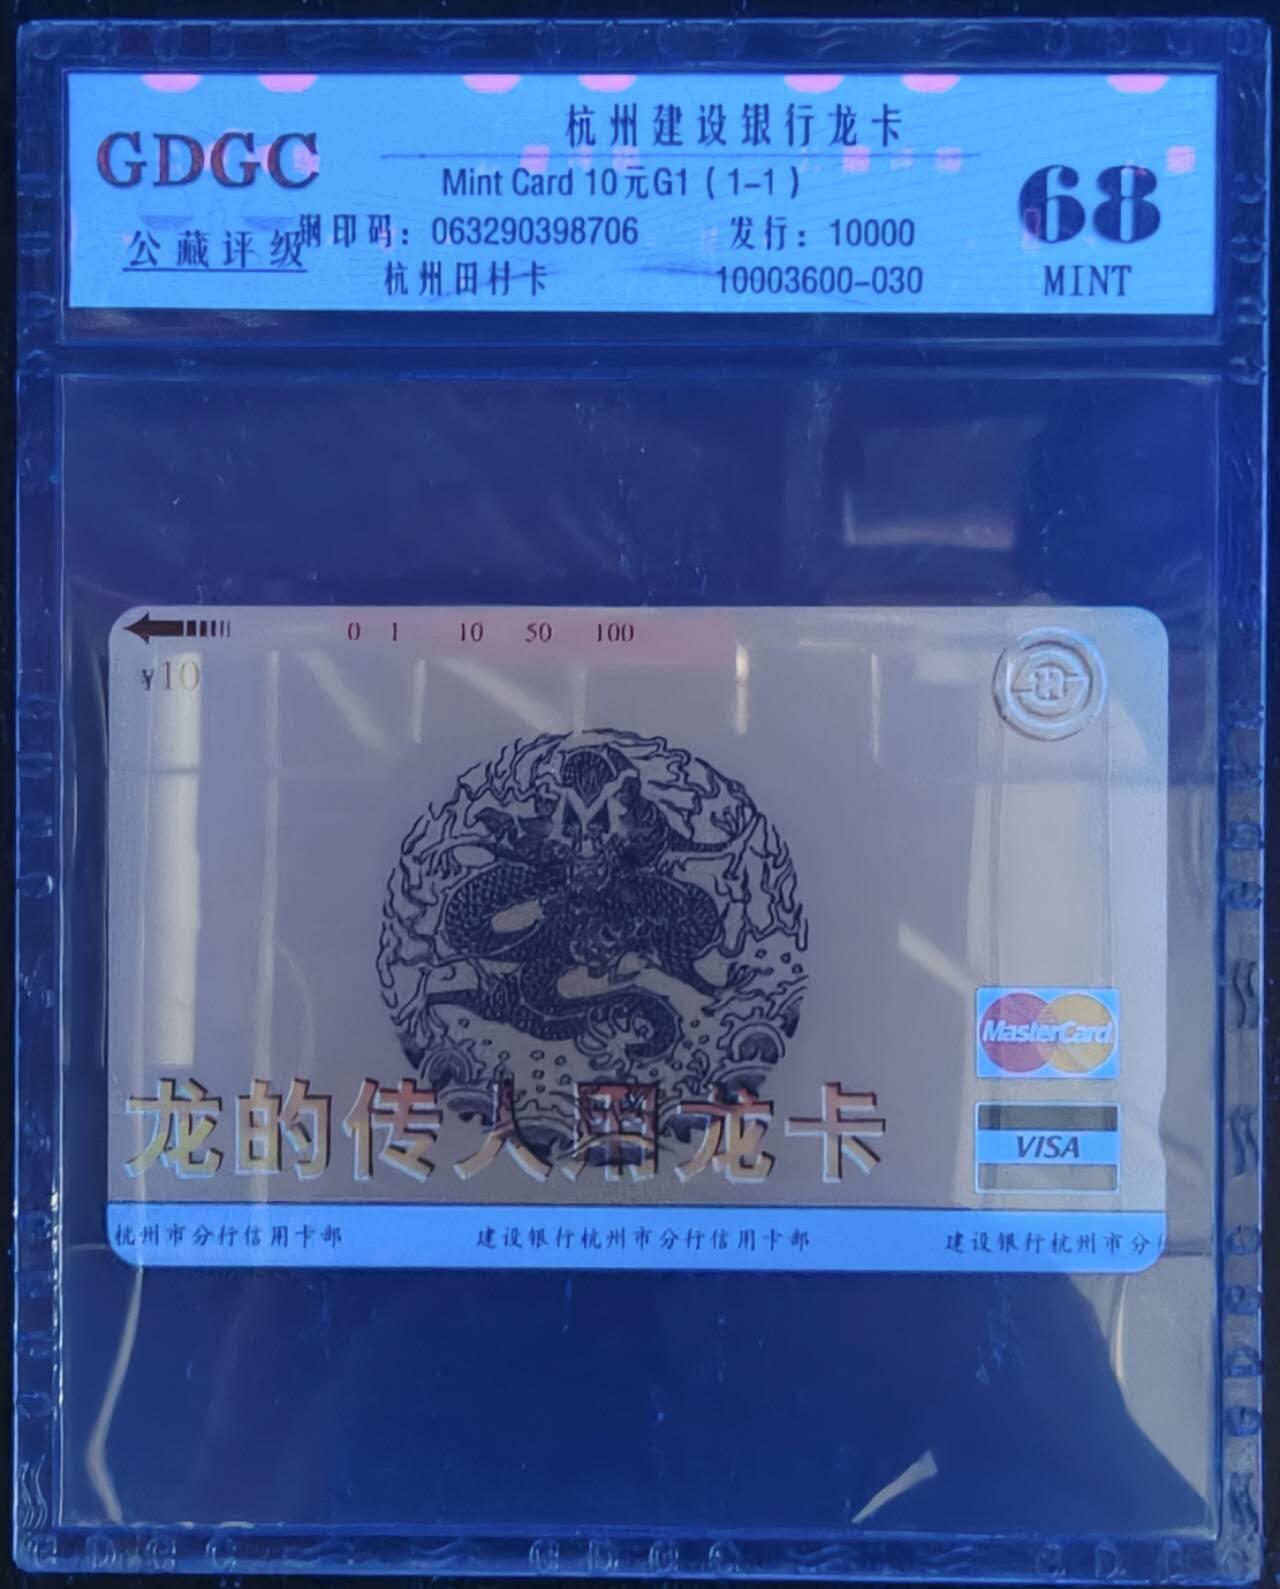 杭州建设银行龙卡
GDGC
Mint Card 10元G1 (1-1)
68
钢印码：063290398706 发行：10000
公藏评级
杭州田村卡 10003600-030
MINT
0 1 10 50 100
¥10
MasterCard
龙的传人用龙卡
VISA
杭州市分行信用卡部 建设银行杭州市分行信用卡部 建设银行杭州市分行